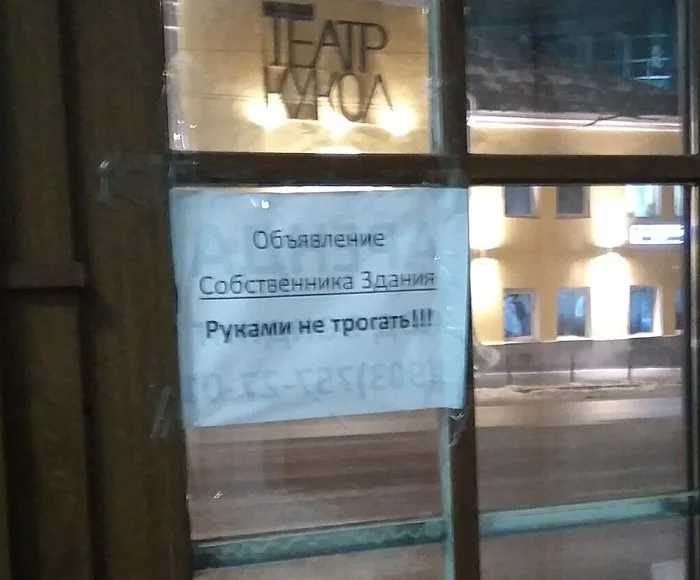 ТЕАТР
КУКОЛ
Объявление
Собственника Здания
Руками не трогать!!!